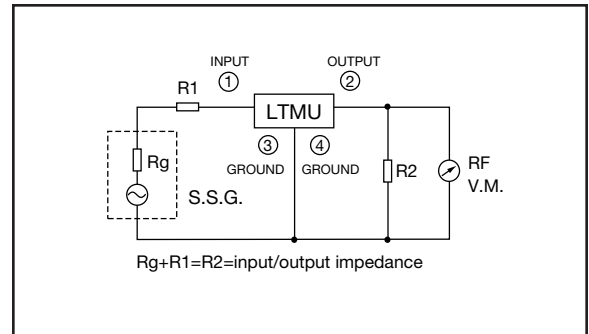 INPUT
①
OUTPUT
②
R1
LTMU
③
④
GROUND
GROUND
Rg
S.S.G.
R2
RF
V.M.
Rg+R1=R2=input/output impedance